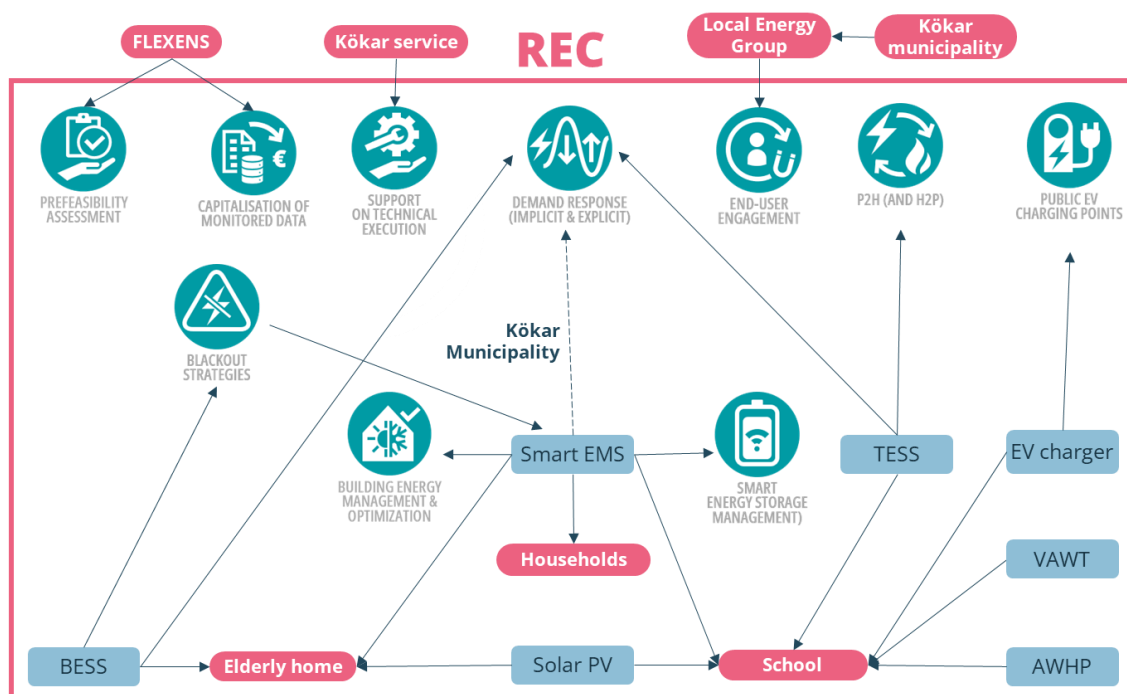 FLEXENS
Kökar service
REC
Local Energy
Group
Kökar
municipality
PREFEASIBILITY
ASSESSMENT
CAPITALISATION OF
MONITORED DATA
SUPPORT
ON TECHNICAL
EXECUTION
DEMAND RESPONSE
(IMPLICIT & EXPLICIT)
END-USER
ENGAGEMENT
P2H (AND H2P)
PUBLIC EV
CHARGING POINTS
BLACKOUT
STRATEGIES
Kökar
Municipality
BUILDING ENERGY
MANAGEMENT &
OPTIMIZATION
Smart EMS
SMART
ENERGY STORAGE
MANAGEMENT)
TESS
EV charger
Households
VAWT
BESS
Elderly home
Solar PV
School
AWHP